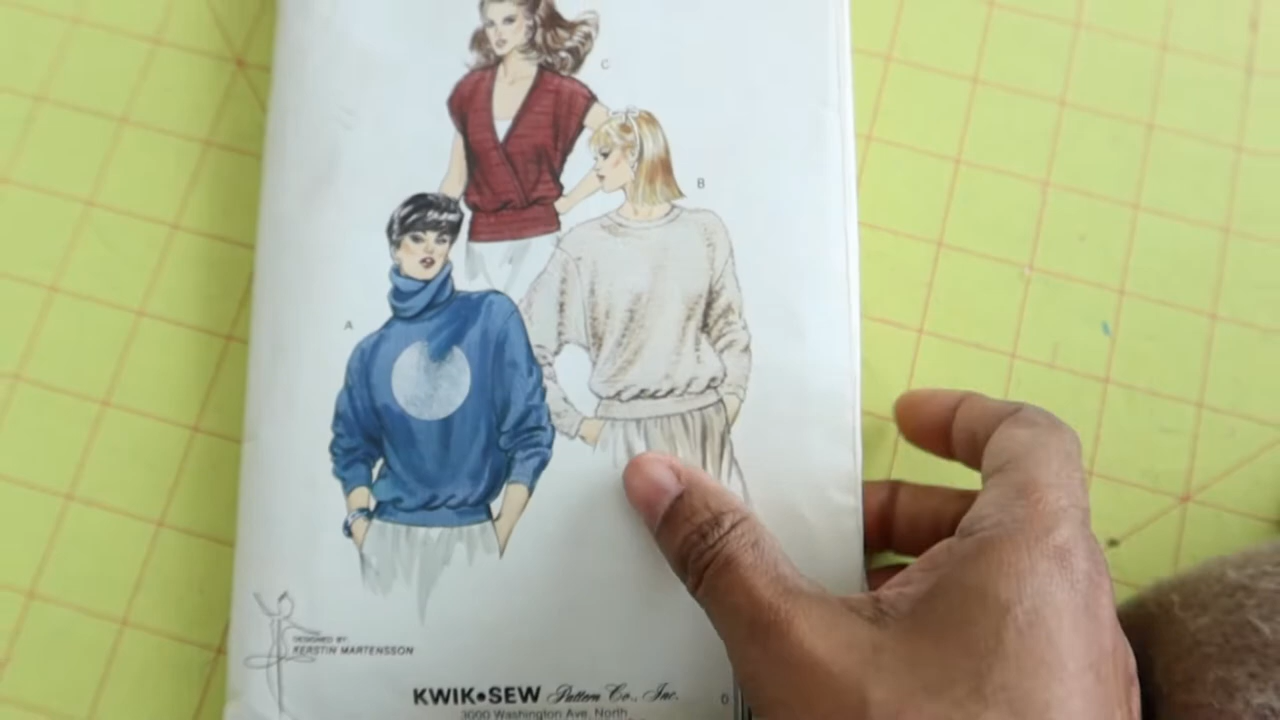 C
B
A
DESIGNED BY
KERSTIN MARTENSSON
KWIK•SEW Pattern Co., Inc.
3000 Washington Ave. North